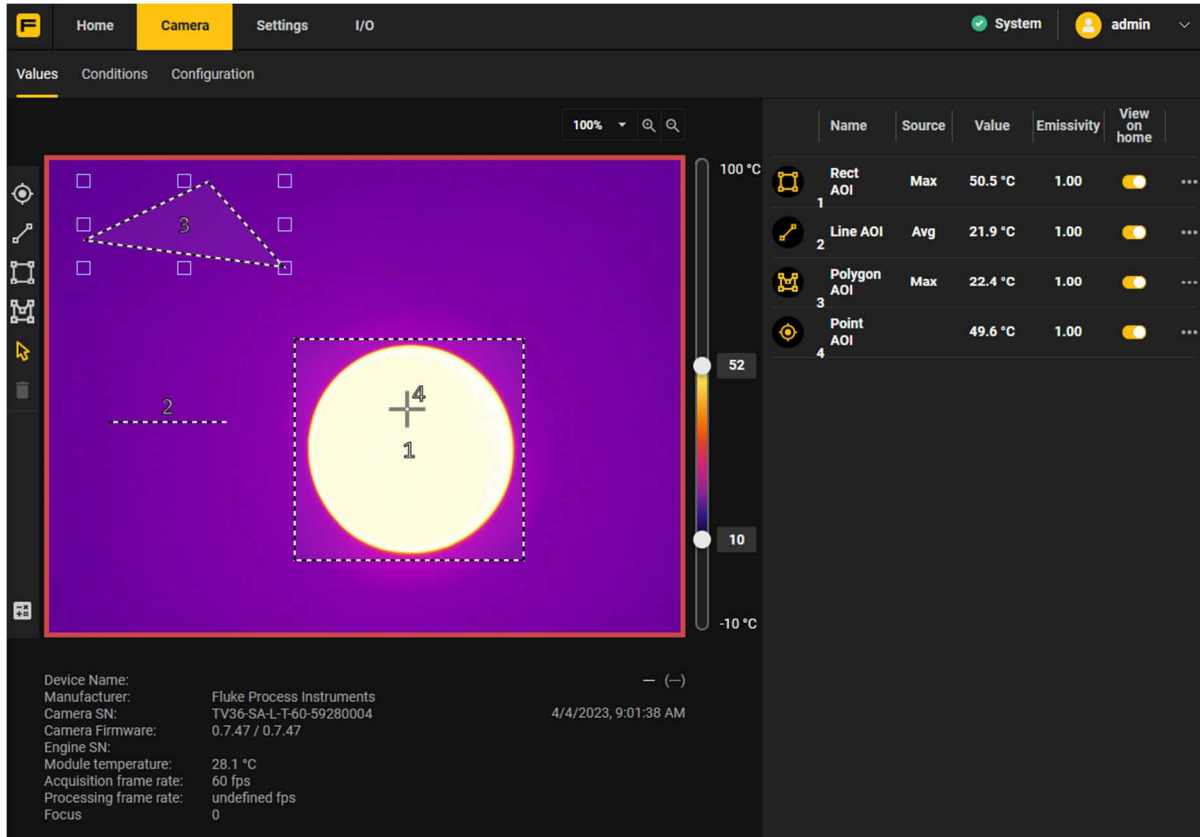 F Home Camera Settings I/O System admin
Values Conditions Configuration
100%
Name Source Value Emissivity View on home
100 °C
Rect AOI 1 Max 50.5 °C 1.00
Line AOI 2 Avg 21.9 °C 1.00
Polygon AOI 3 Max 22.4 °C 1.00
Point AOI 4 49.6 °C 1.00
3
52
4
2
1
10
-10 °C
Device Name: — (—)
Manufacturer: Fluke Process Instruments
Camera SN: TV36-SA-L-T-60-59280004 4/4/2023, 9:01:38 AM
Camera Firmware: 0.7.47 / 0.7.47
Engine SN:
Module temperature: 28.1 °C
Acquisition frame rate: 60 fps
Processing frame rate: undefined fps
Focus 0